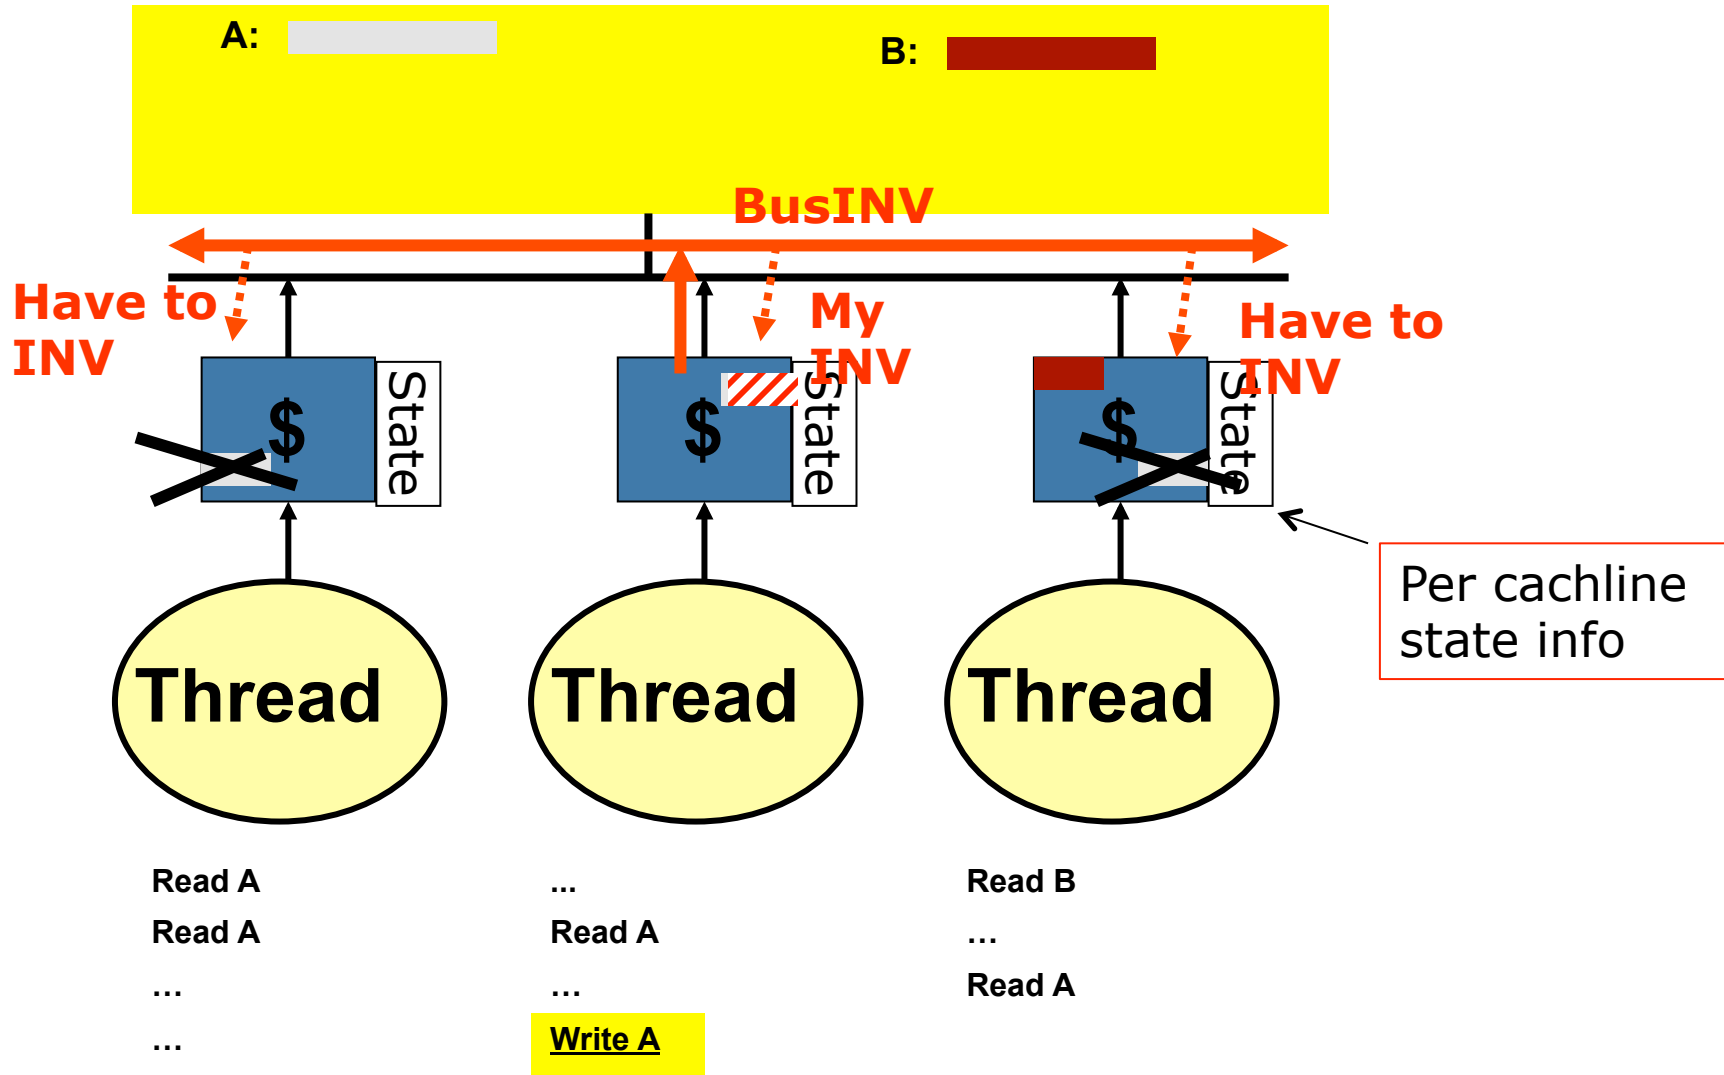 A:
B:
BusINV
Have to
INV
My
INV
Have to
INV
$
State
$
State
$
State
Per cachline
state info
Thread
Thread
Thread
Read A
...
Read B
Read A
Read A
…
…
…
Read A
…
Write A